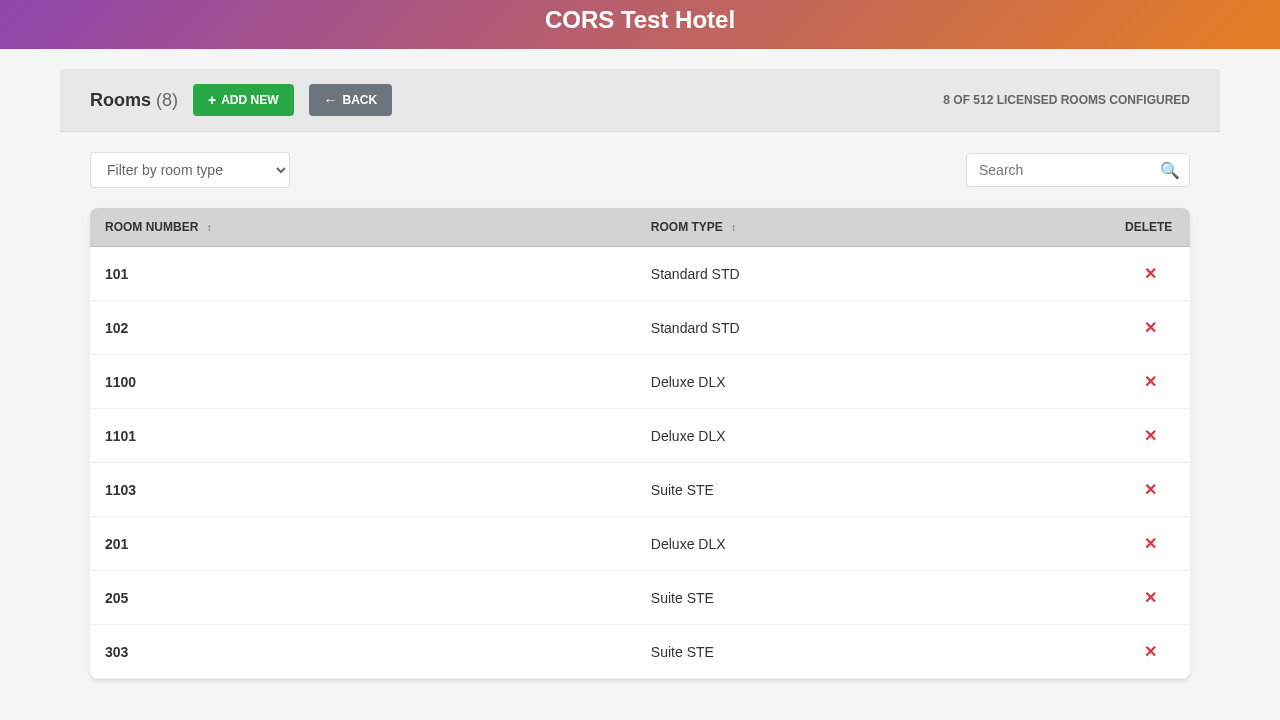 CORS Test Hotel
Rooms (8) + ADD NEW ← BACK 8 OF 512 LICENSED ROOMS CONFIGURED
Filter by room type Search
ROOM NUMBER ↕ ROOM TYPE ↕ DELETE
101 Standard STD ✕
102 Standard STD ✕
1100 Deluxe DLX ✕
1101 Deluxe DLX ✕
1103 Suite STE ✕
201 Deluxe DLX ✕
205 Suite STE ✕
303 Suite STE ✕